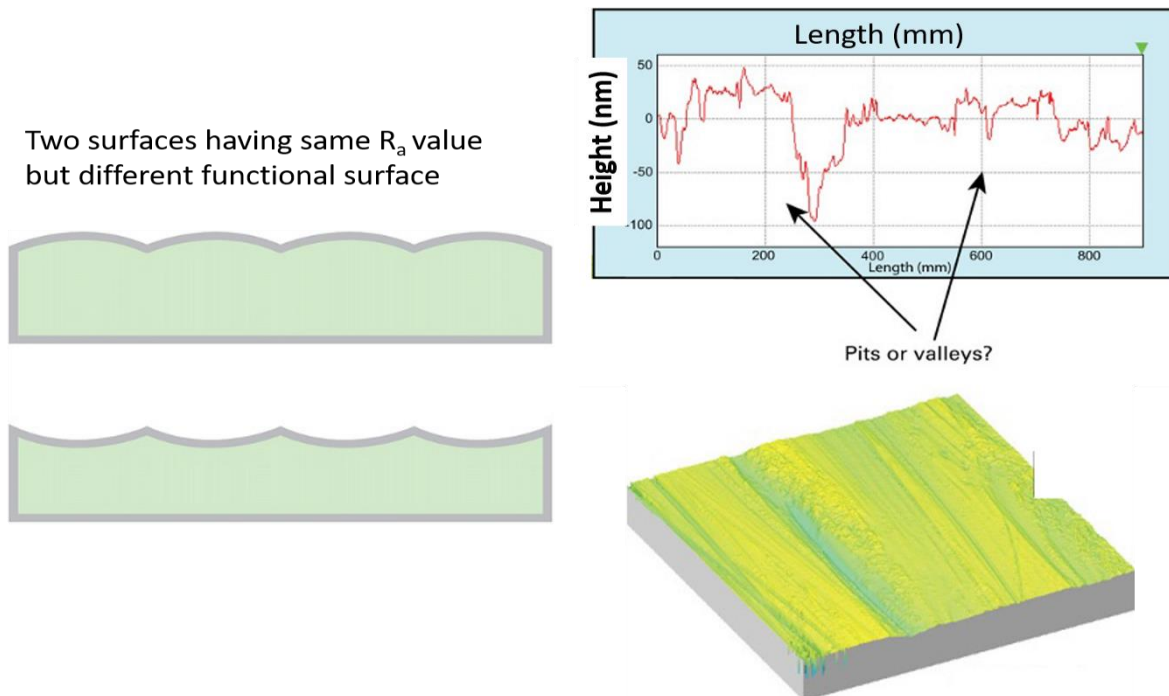 Two surfaces having same Ra value
but different functional surface
Length (mm)
Height (nm)
50
0
-50
-100
0 200 400 600 800
Length (mm)
Pits or valleys?